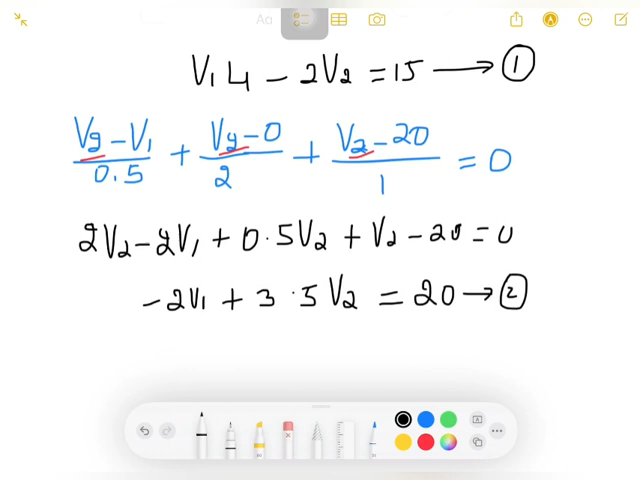 Aa
V₁ 4 − 2V₂ = 15 ⟶ ①
(V₂ − V₁)/0.5 + (V₂ − 0)/2 + (V₂ − 20)/1 = 0
2V₂ − 2V₁ + 0.5V₂ + V₂ − 20 = 0
−2V₁ + 3.5V₂ = 20 → ②